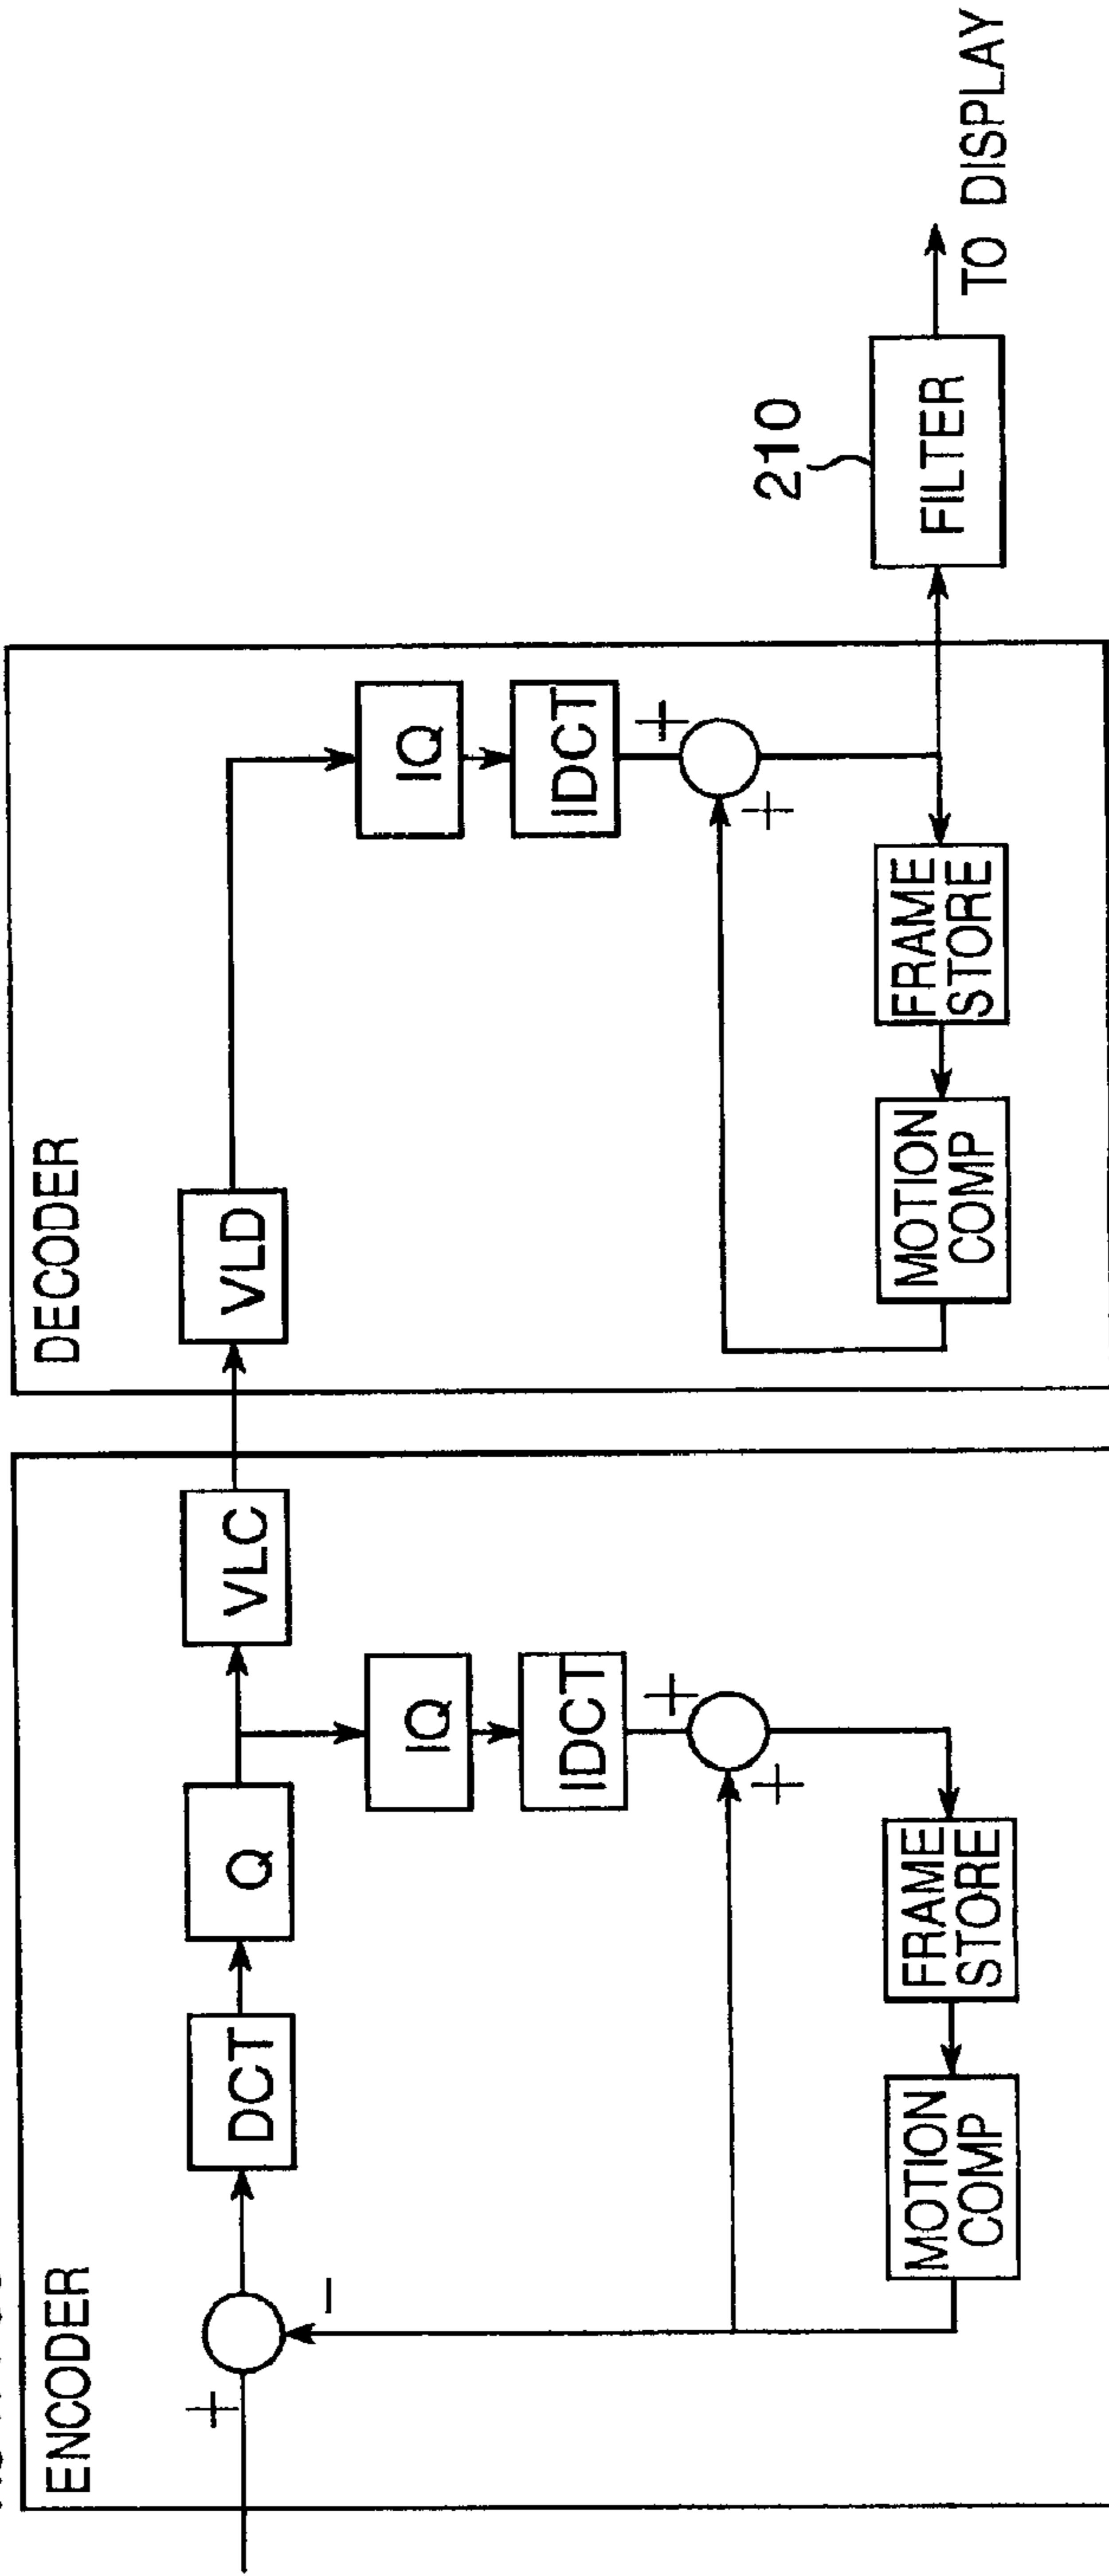 ENCODER
+
−
DCT
Q
VLC
IQ
IDCT
+
+
FRAME
STORE
MOTION
COMP
DECODER
VLD
IQ
IDCT
+
+
FRAME
STORE
MOTION
COMP
210
FILTER
TO DISPLAY